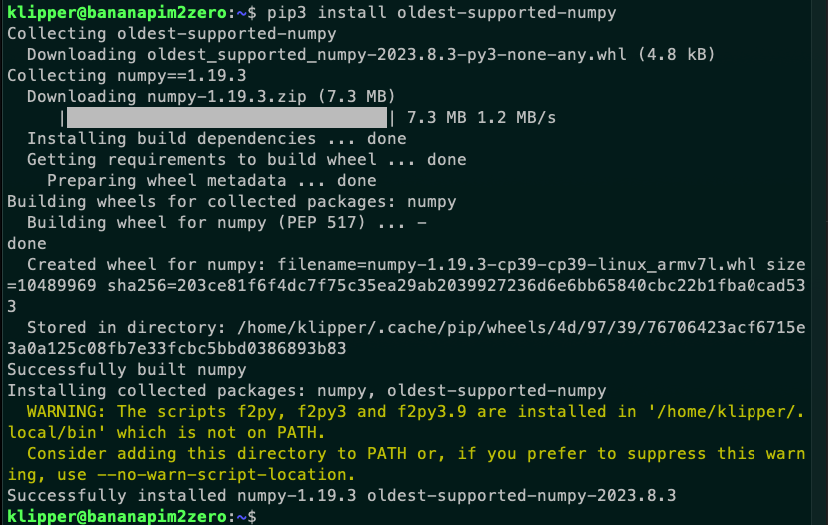 klipper@bananapim2zero:~$ pip3 install oldest-supported-numpy
Collecting oldest-supported-numpy
  Downloading oldest_supported_numpy-2023.8.3-py3-none-any.whl (4.8 kB)
Collecting numpy==1.19.3
  Downloading numpy-1.19.3.zip (7.3 MB)
     |████████████████████████████████| 7.3 MB 1.2 MB/s
  Installing build dependencies ... done
  Getting requirements to build wheel ... done
    Preparing wheel metadata ... done
Building wheels for collected packages: numpy
  Building wheel for numpy (PEP 517) ... -
done
  Created wheel for numpy: filename=numpy-1.19.3-cp39-cp39-linux_armv7l.whl size
=10489969 sha256=203ce81f6f4dc7f75c35ea29ab2039927236d6e6bb65840cbc22b1fba0cad53
3
  Stored in directory: /home/klipper/.cache/pip/wheels/4d/97/39/76706423acf6715e
3a0a125c08fb7e33fcbc5bbd0386893b83
Successfully built numpy
Installing collected packages: numpy, oldest-supported-numpy
  WARNING: The scripts f2py, f2py3 and f2py3.9 are installed in '/home/klipper/.
local/bin' which is not on PATH.
  Consider adding this directory to PATH or, if you prefer to suppress this warn
ing, use --no-warn-script-location.
Successfully installed numpy-1.19.3 oldest-supported-numpy-2023.8.3
klipper@bananapim2zero:~$